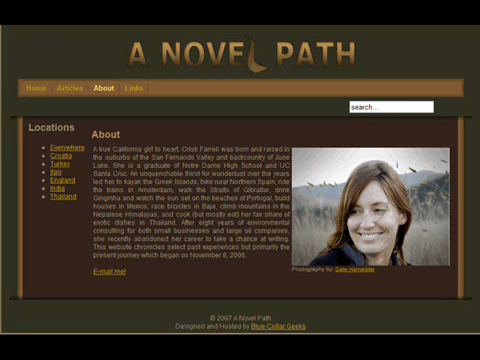 A NOVEL PATH
Home
Articles
About
Links
search...
Locations
Everywhere
Croatia
Turkey
Italy
England
India
Thailand
About
A true California girl to heart, Cristi Farrell was born and raised in
the suburbs of the San Fernando Valley and backcountry of June
Lake. She is a graduate of Notre Dame High School and UC
Santa Cruz. An unquenchable thirst for wanderlust over the years
led her to kayak the Greek Islands, hike rural Northern Spain, ride
the trains in Amsterdam, walk the Straits of Gibraltar, drink
Ginginha and watch the sun set on the beaches of Portugal, build
houses in Mexico, race bicycles in Baja, climb mountains in the
Nepalese Himalayas, and cook (but mostly eat) her fair share of
exotic dishes in Thailand. After eight years of environmental
consulting for both small businesses and large oil companies,
she recently abandoned her career to take a chance at writing.
This website chronicles select past experiences but primarily the
present journey which began on November 8, 2006.
E-mail me!
Photography by: Dale Hameister
© 2007 A Novel Path
Designed and Hosted by Blue-Collar Geeks